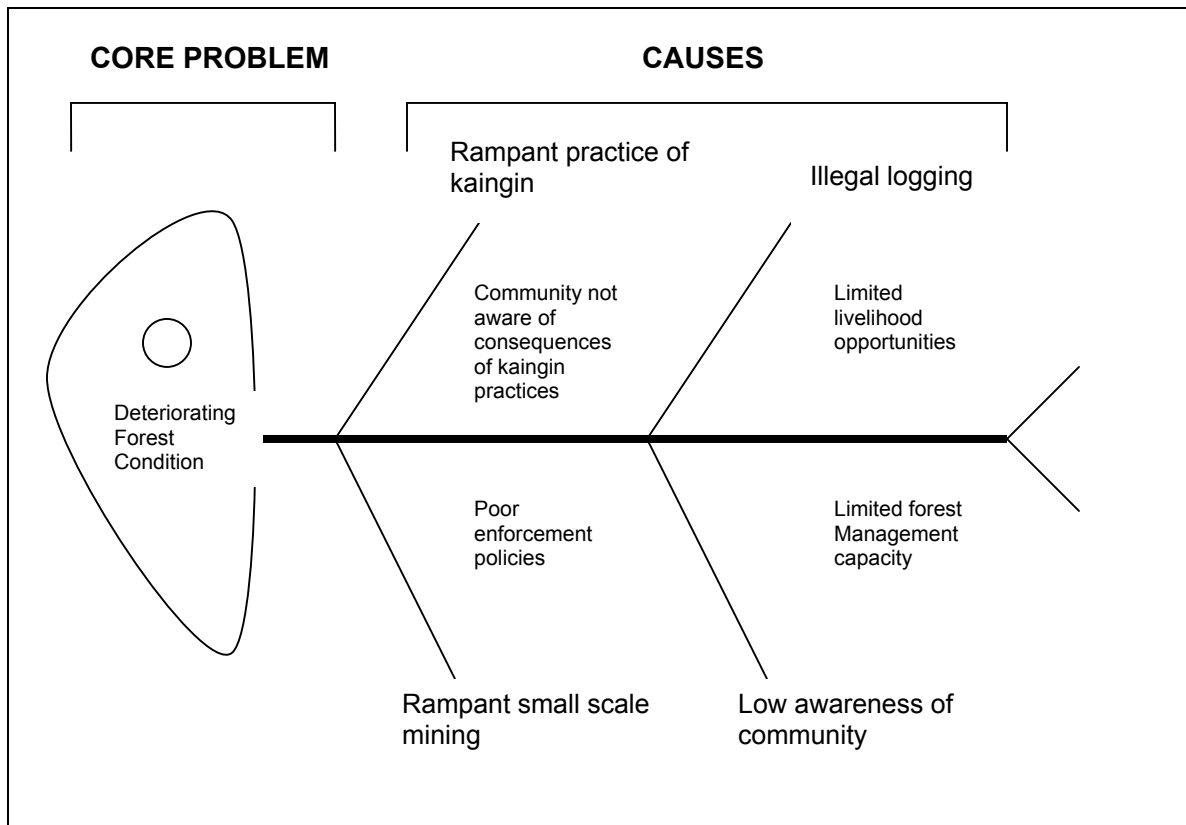 CORE PROBLEM
CAUSES
Rampant practice of
kaingin
Illegal logging
Community not
aware of
consequences
of kaingin
practices
Limited
livelihood
opportunities
Deteriorating
Forest
Condition
Poor
enforcement
policies
Limited forest
Management
capacity
Rampant small scale
mining
Low awareness of
community